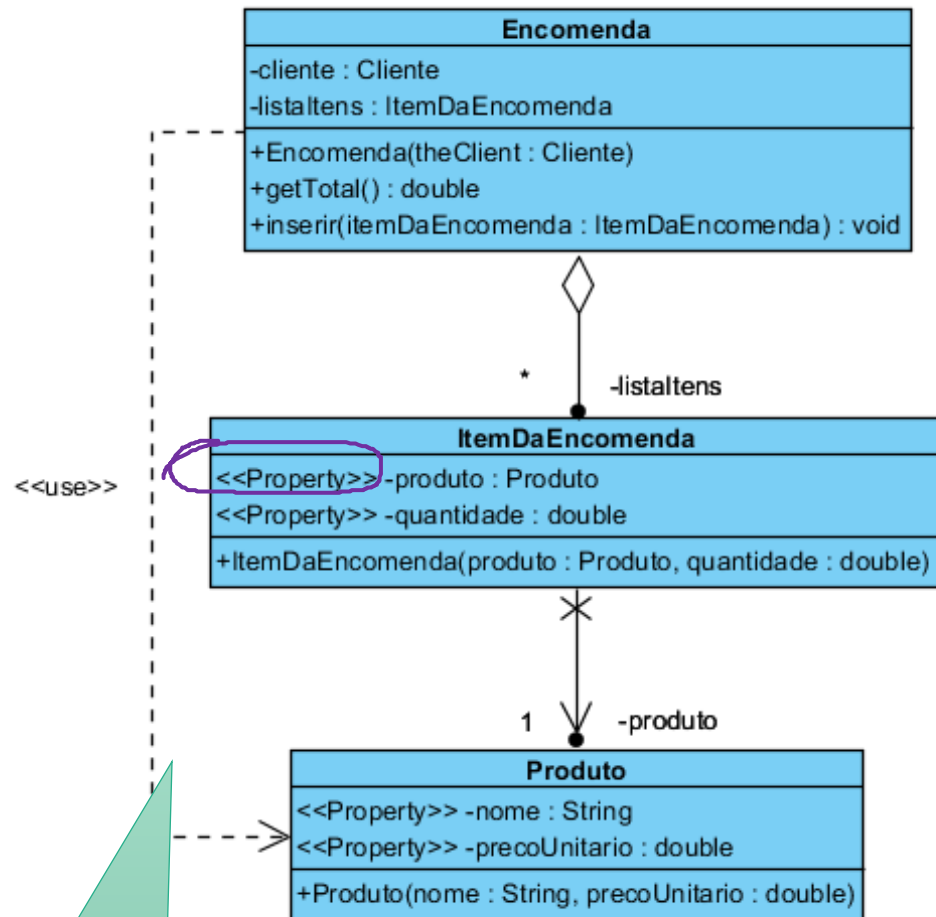 Encomenda
-cliente : Cliente
-listaItens : ItemDaEncomenda
+Encomenda(theClient : Cliente)
+getTotal() : double
+inserir(itemDaEncomenda : ItemDaEncomenda) : void
*
-listaItens
ItemDaEncomenda
<<use>>
<<Property>> -produto : Produto
<<Property>> -quantidade : double
+ItemDaEncomenda(produto : Produto, quantidade : double)
1
-produto
Produto
<<Property>> -nome : String
<<Property>> -precoUnitario : double
+Produto(nome : String, precoUnitario : double)